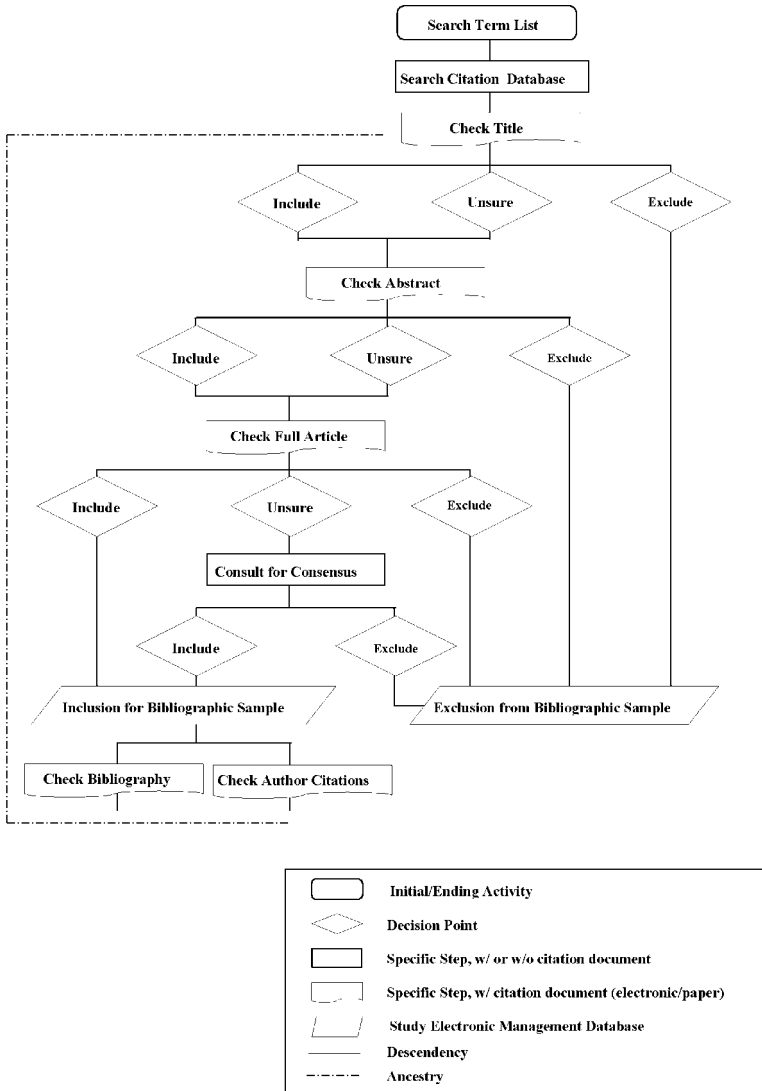 Search Term List
Search Citation Database
Check Title
Include
Unsure
Exclude
Check Abstract
Include
Unsure
Exclude
Check Full Article
Include
Unsure
Exclude
Consult for Consensus
Include
Exclude
Inclusion for Bibliographic Sample
Exclusion from Bibliographic Sample
Check Bibliography
Check Author Citations
Initial/Ending Activity
Decision Point
Specific Step, w/ or w/o citation document
Specific Step, w/ citation document (electronic/paper)
Study Electronic Management Database
Descendency
Ancestry